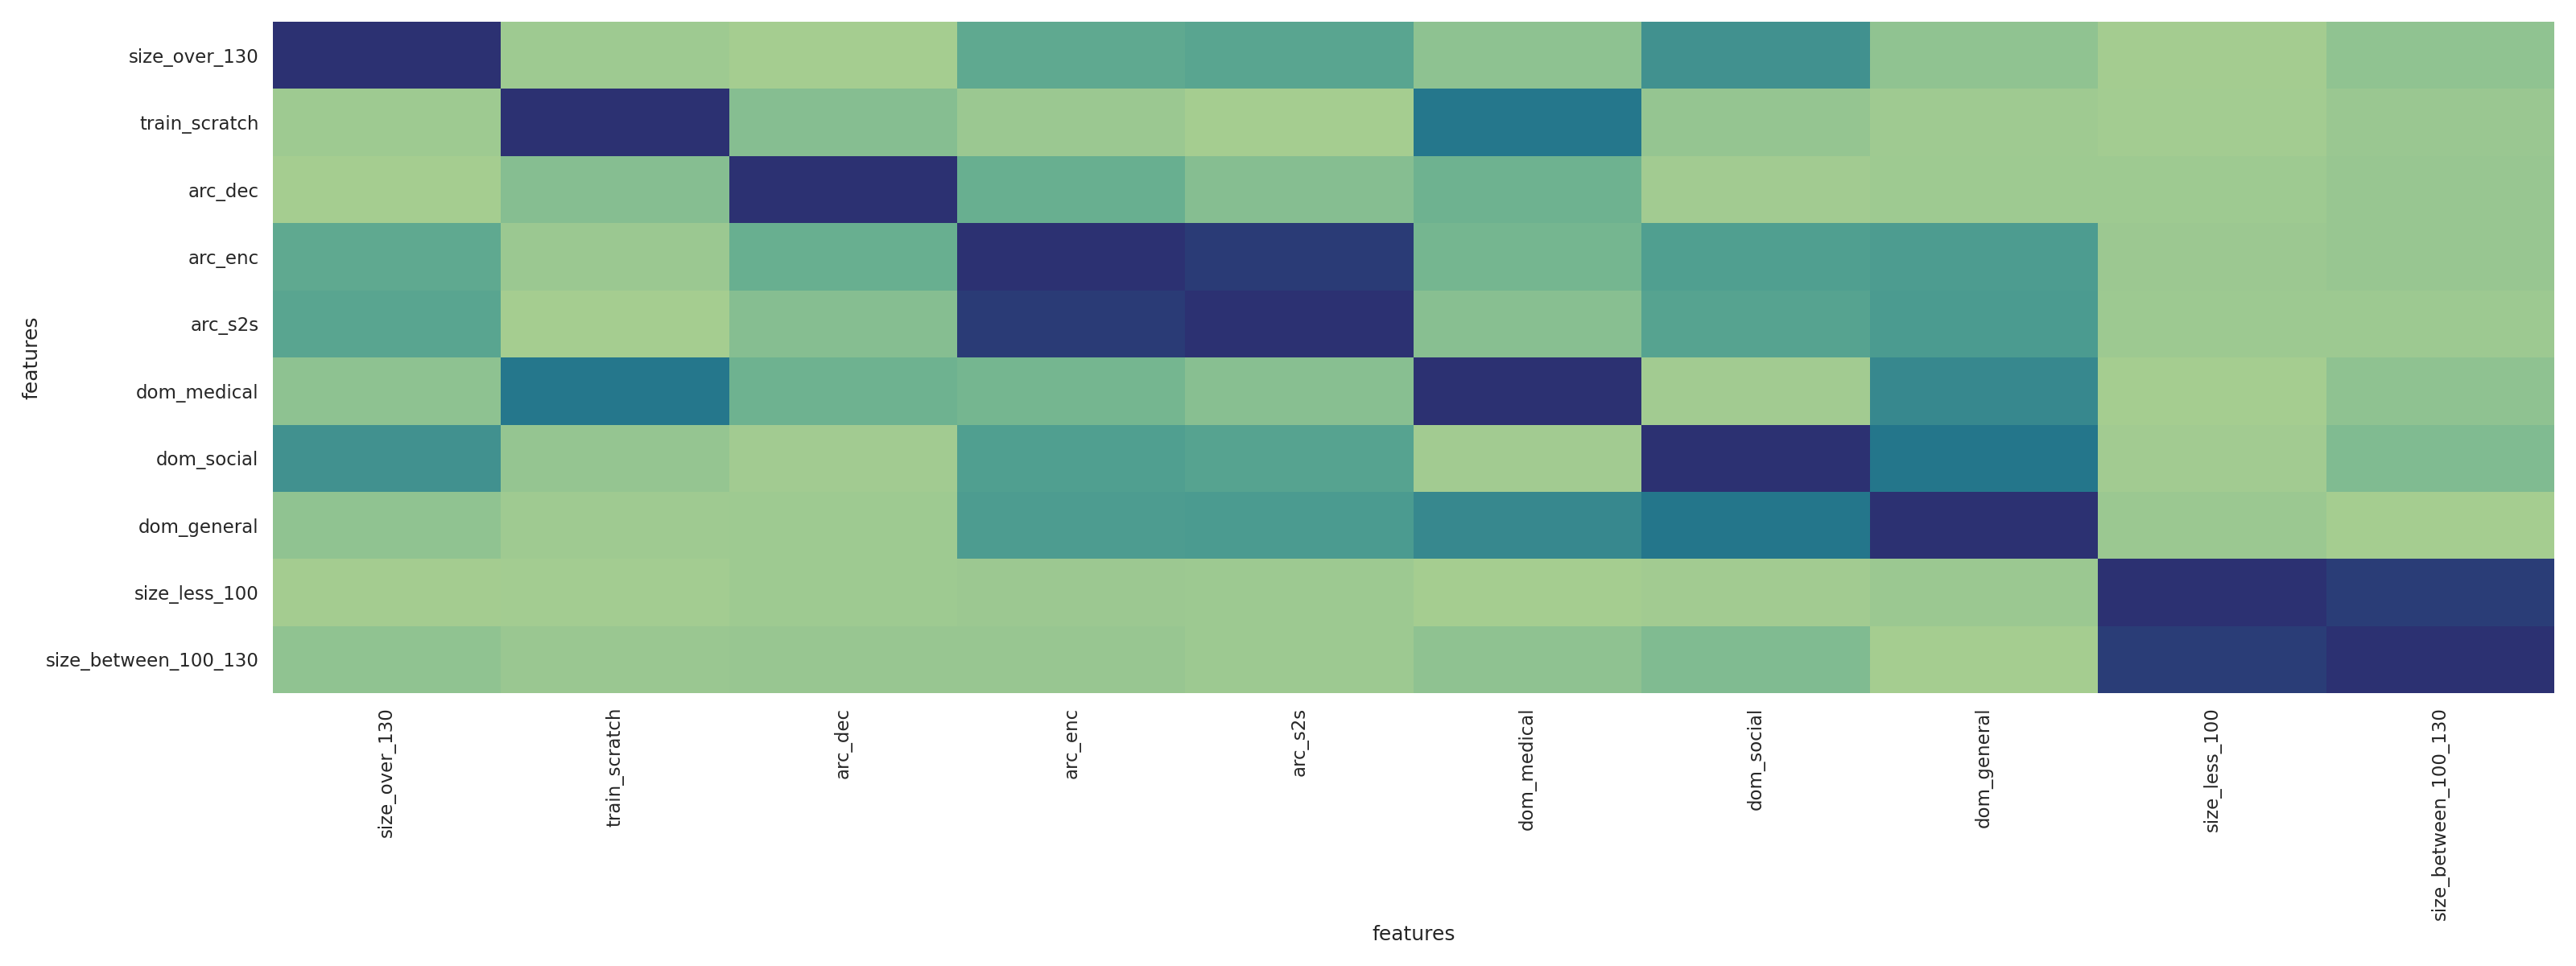 size_over_130
train_scratch
arc_dec
arc_enc
arc_s2s
dom_medical
dom_social
dom_general
size_less_100
size_between_100_130
features
size_over_130
train_scratch
arc_dec
arc_enc
arc_s2s
dom_medical
dom_social
dom_general
size_less_100
size_between_100_130
features